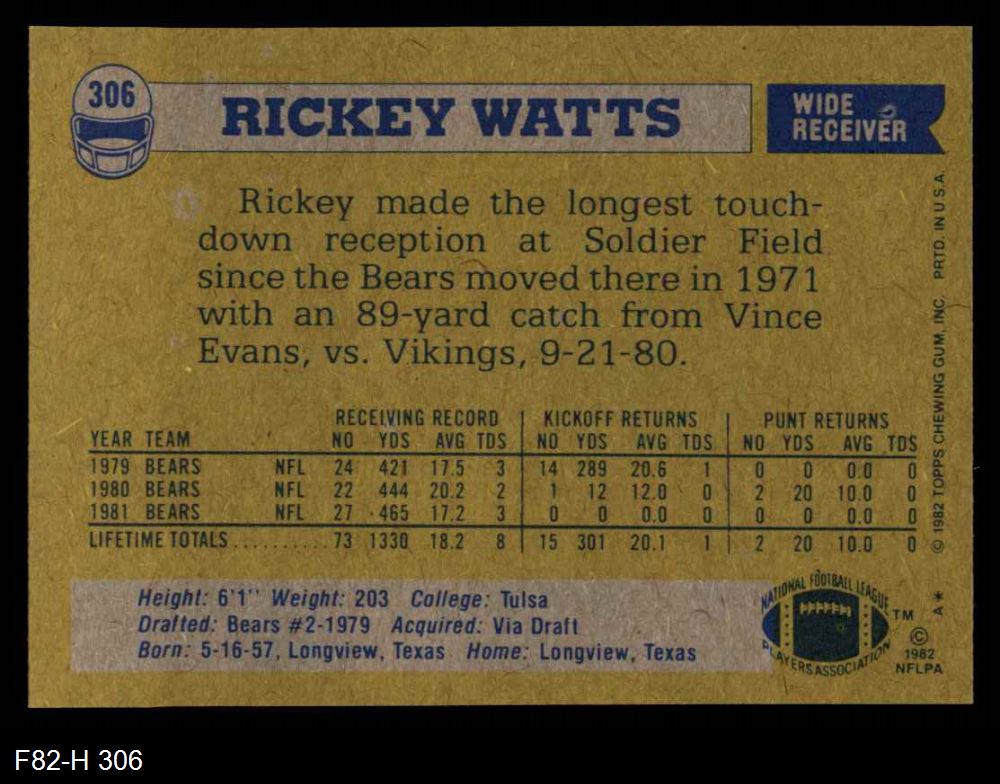 306
RICKEY WATTS
WIDE
RECEIVER
Rickey made the longest touch-
down reception at Soldier Field
since the Bears moved there in 1971
with an 89-yard catch from Vince
Evans, vs. Vikings, 9-21-80.
RECEIVING RECORD KICKOFF RETURNS PUNT RETURNS
YEAR TEAM NO YDS AVG TDS NO YDS AVG TDS NO YDS AVG TDS
1979 BEARS NFL 24 421 17.5 3 14 289 20.6 1 0 0 0.0 0
1980 BEARS NFL 22 444 20.2 2 1 12 12.0 0 2 20 10.0 0
1981 BEARS NFL 27 465 17.2 3 0 0 0.0 0 0 0 0.0 0
LIFETIME TOTALS.......... 73 1330 18.2 8 15 301 20.1 1 2 20 10.0 0
Height: 6'1" Weight: 203 College: Tulsa
Drafted: Bears #2-1979 Acquired: Via Draft
Born: 5-16-57, Longview, Texas Home: Longview, Texas
NATIONAL FOOTBALL LEAGUE
PLAYERS ASSOCIATION
TM
©
1982
NFLPA
A* © 1982 TOPPS CHEWING GUM, INC. PRTD. IN U.S.A.
F82-H 306